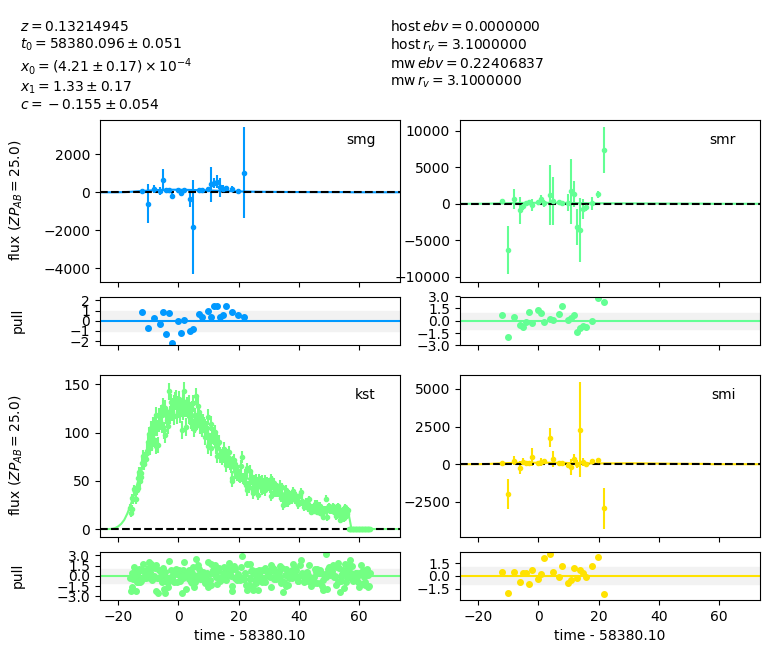 z = 0.13214945
t₀ = 58380.096 ± 0.051
x₀ = (4.21 ± 0.17) × 10⁻⁴
x₁ = 1.33 ± 0.17
c = −0.155 ± 0.054
host ebv = 0.0000000
host r_v = 3.1000000
mw ebv = 0.22406837
mw r_v = 3.1000000
flux (ZP_AB = 25.0)
2000
0
−2000
−4000
smg
10000
5000
0
−5000
−10000
smr
pull
2
1
0
−1
−2
3.0
1.5
0.0
−1.5
−3.0
flux (ZP_AB = 25.0)
150
100
50
0
kst
5000
2500
0
−2500
smi
pull
3.0
1.5
0.0
−1.5
−3.0
1.5
0.0
−1.5
−20 0 20 40 60
−20 0 20 40 60
time - 58380.10
time - 58380.10